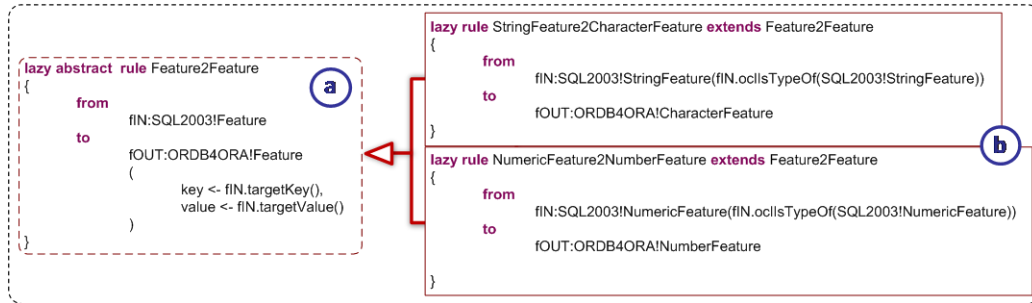 lazy abstract rule Feature2Feature
{
from
fIN:SQL2003!Feature
to
fOUT:ORDB4ORA!Feature
(
key <- fIN.targetKey(),
value <- fIN.targetValue()
)
}
a
lazy rule StringFeature2CharacterFeature extends Feature2Feature
{
from
fIN:SQL2003!StringFeature(fIN.oclIsTypeOf(SQL2003!StringFeature))
to
fOUT:ORDB4ORA!CharacterFeature
}
b
lazy rule NumericFeature2NumberFeature extends Feature2Feature
{
from
fIN:SQL2003!NumericFeature(fIN.oclIsTypeOf(SQL2003!NumericFeature))
to
fOUT:ORDB4ORA!NumberFeature
}